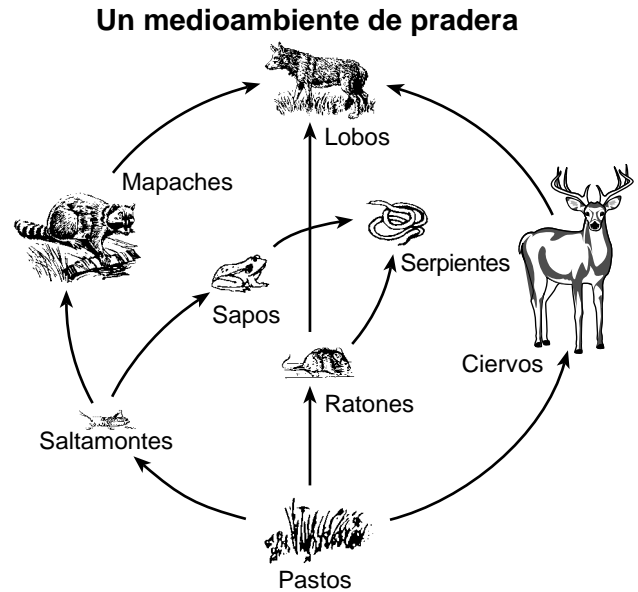 Un medioambiente de pradera
Lobos
Mapaches
Serpientes
Sapos
Ciervos
Ratones
Saltamontes
Pastos